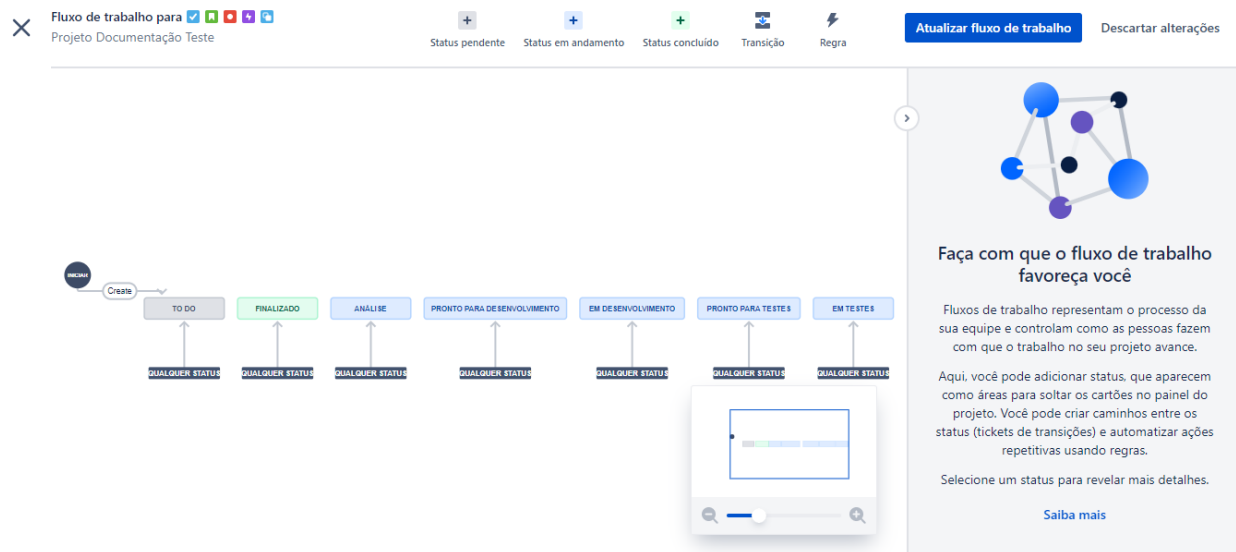 Fluxo de trabalho para
Projeto Documentação Teste
Status pendente
Status em andamento
Status concluído
Transição
Regra
Atualizar fluxo de trabalho
Descartar alterações
INICIAR
Create
TO DO
FINALIZADO
ANÁLISE
PRONTO PARA DESENVOLVIMENTO
EM DESENVOLVIMENTO
PRONTO PARA TESTES
EM TESTES
QUALQUER STATUS
QUALQUER STATUS
QUALQUER STATUS
QUALQUER STATUS
QUALQUER STATUS
QUALQUER STATUS
QUALQUER STATUS
Faça com que o fluxo de trabalho
favoreça você
Fluxos de trabalho representam o processo da
sua equipe e controlam como as pessoas fazem
com que o trabalho no seu projeto avance.
Aqui, você pode adicionar status, que aparecem
como áreas para soltar os cartões no painel do
projeto. Você pode criar caminhos entre os
status (tickets de transições) e automatizar ações
repetitivas usando regras.
Selecione um status para revelar mais detalhes.
Saiba mais